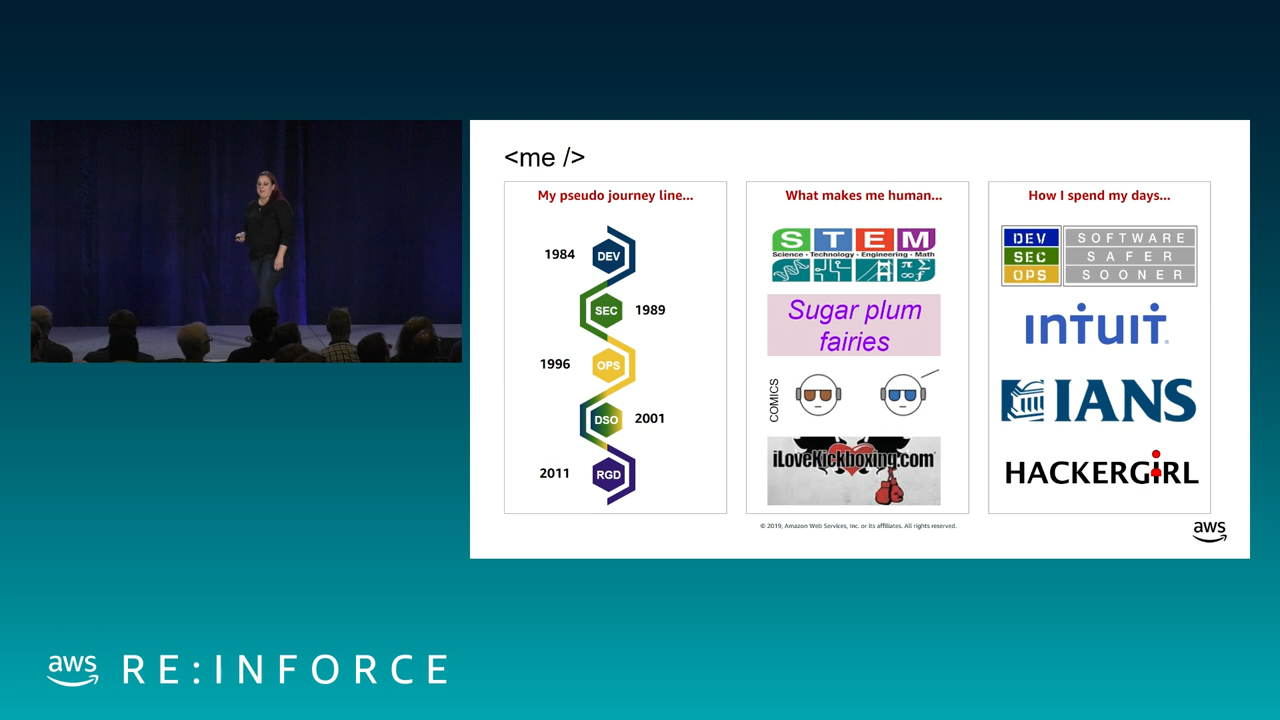 <me />
My pseudo journey line...
1984
DEV
SEC
1989
1996
OPS
DSO
2001
2011
RGD
What makes me human...
STEM
Science · Technology · Engineering · Math
Sugar plum
fairies
COMICS
iLoveKickboxing.com
How I spend my days...
DEV SOFTWARE
SEC SAFER
OPS SOONER
intuit.
IANS
HACKERGiRL
© 2019, Amazon Web Services, Inc. or its affiliates. All rights reserved.
aws
aws RE:INFORCE